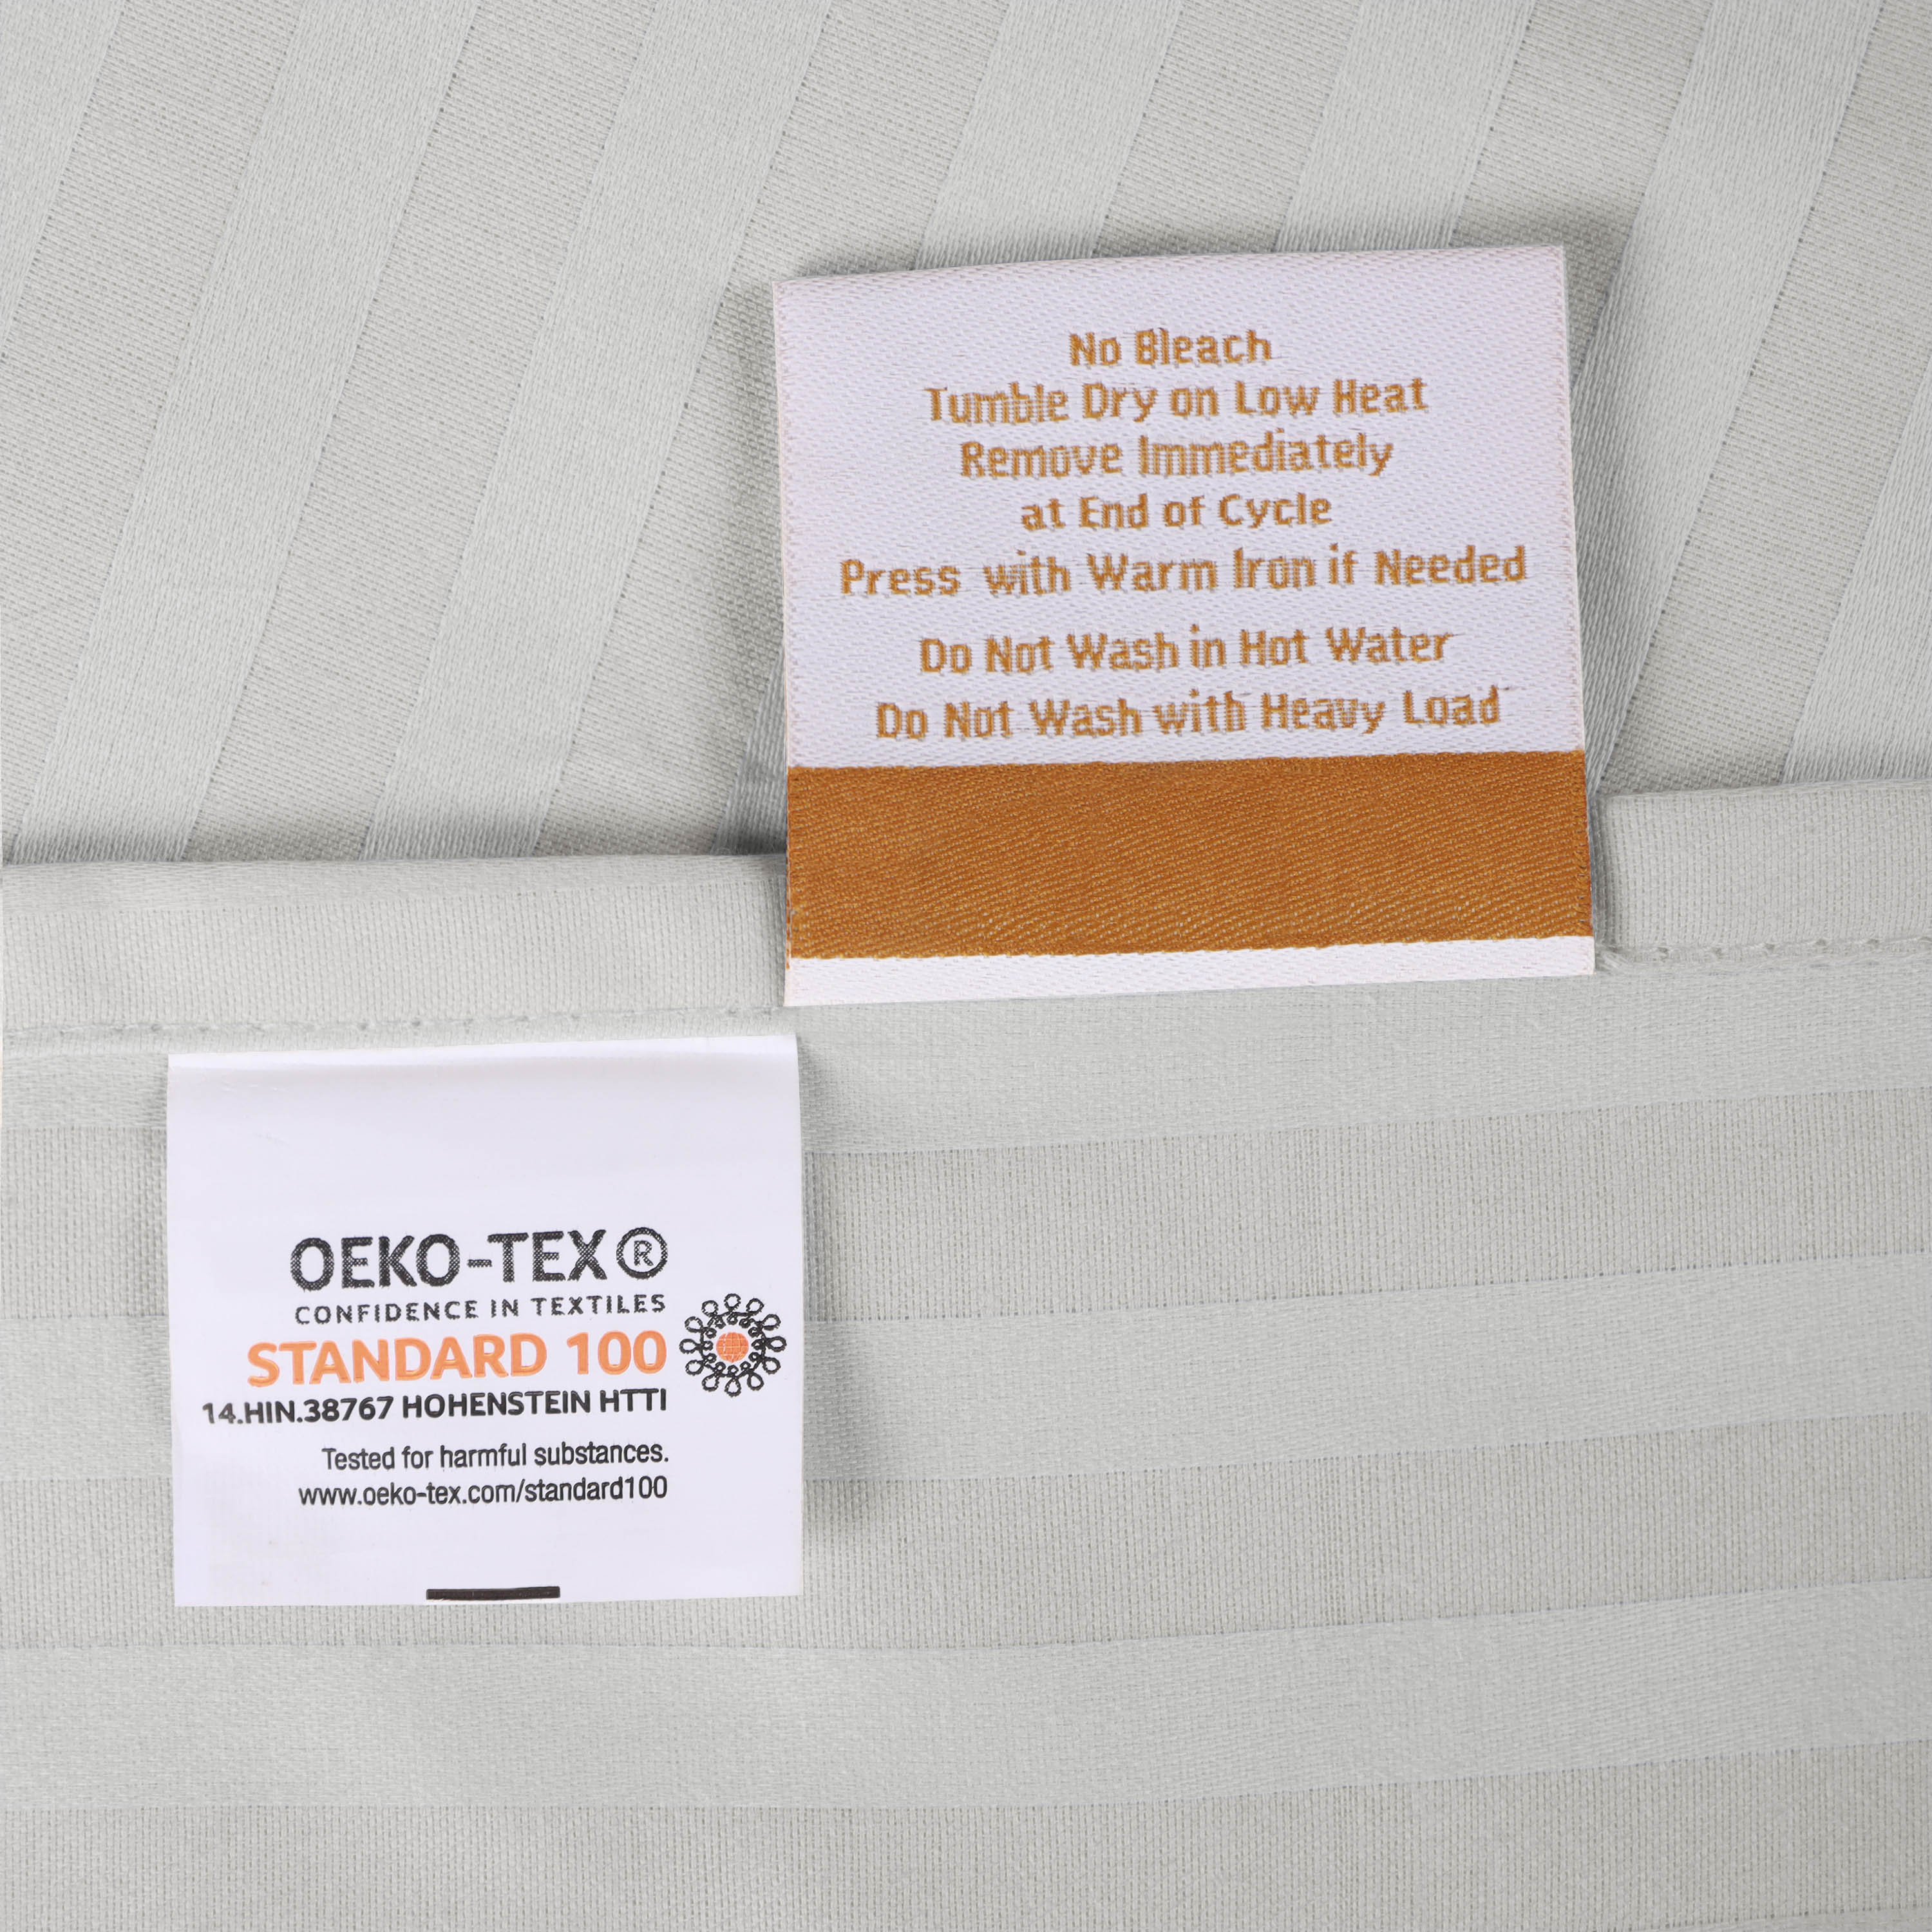 No Bleach
Tumble Dry on Low Heat
Remove Immediately
at End of Cycle
Press with Warm Iron if Needed
Do Not Wash in Hot Water
Do Not Wash with Heavy Load
OEKO-TEX®
CONFIDENCE IN TEXTILES
STANDARD 100
14.HIN.38767 HOHENSTEIN HTTI
Tested for harmful substances.
www.oeko-tex.com/standard100